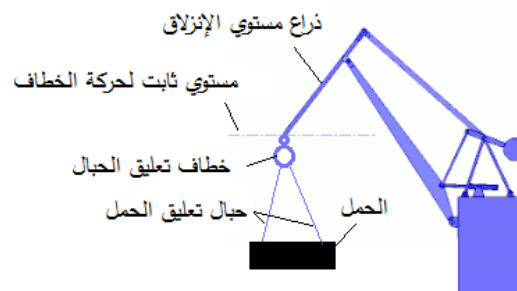 ذراع مستوي الإنزلاق
مستوي ثابت لحركة الخطاف
خطاف تعليق الحبال
الحمل
حبال تعليق الحمل